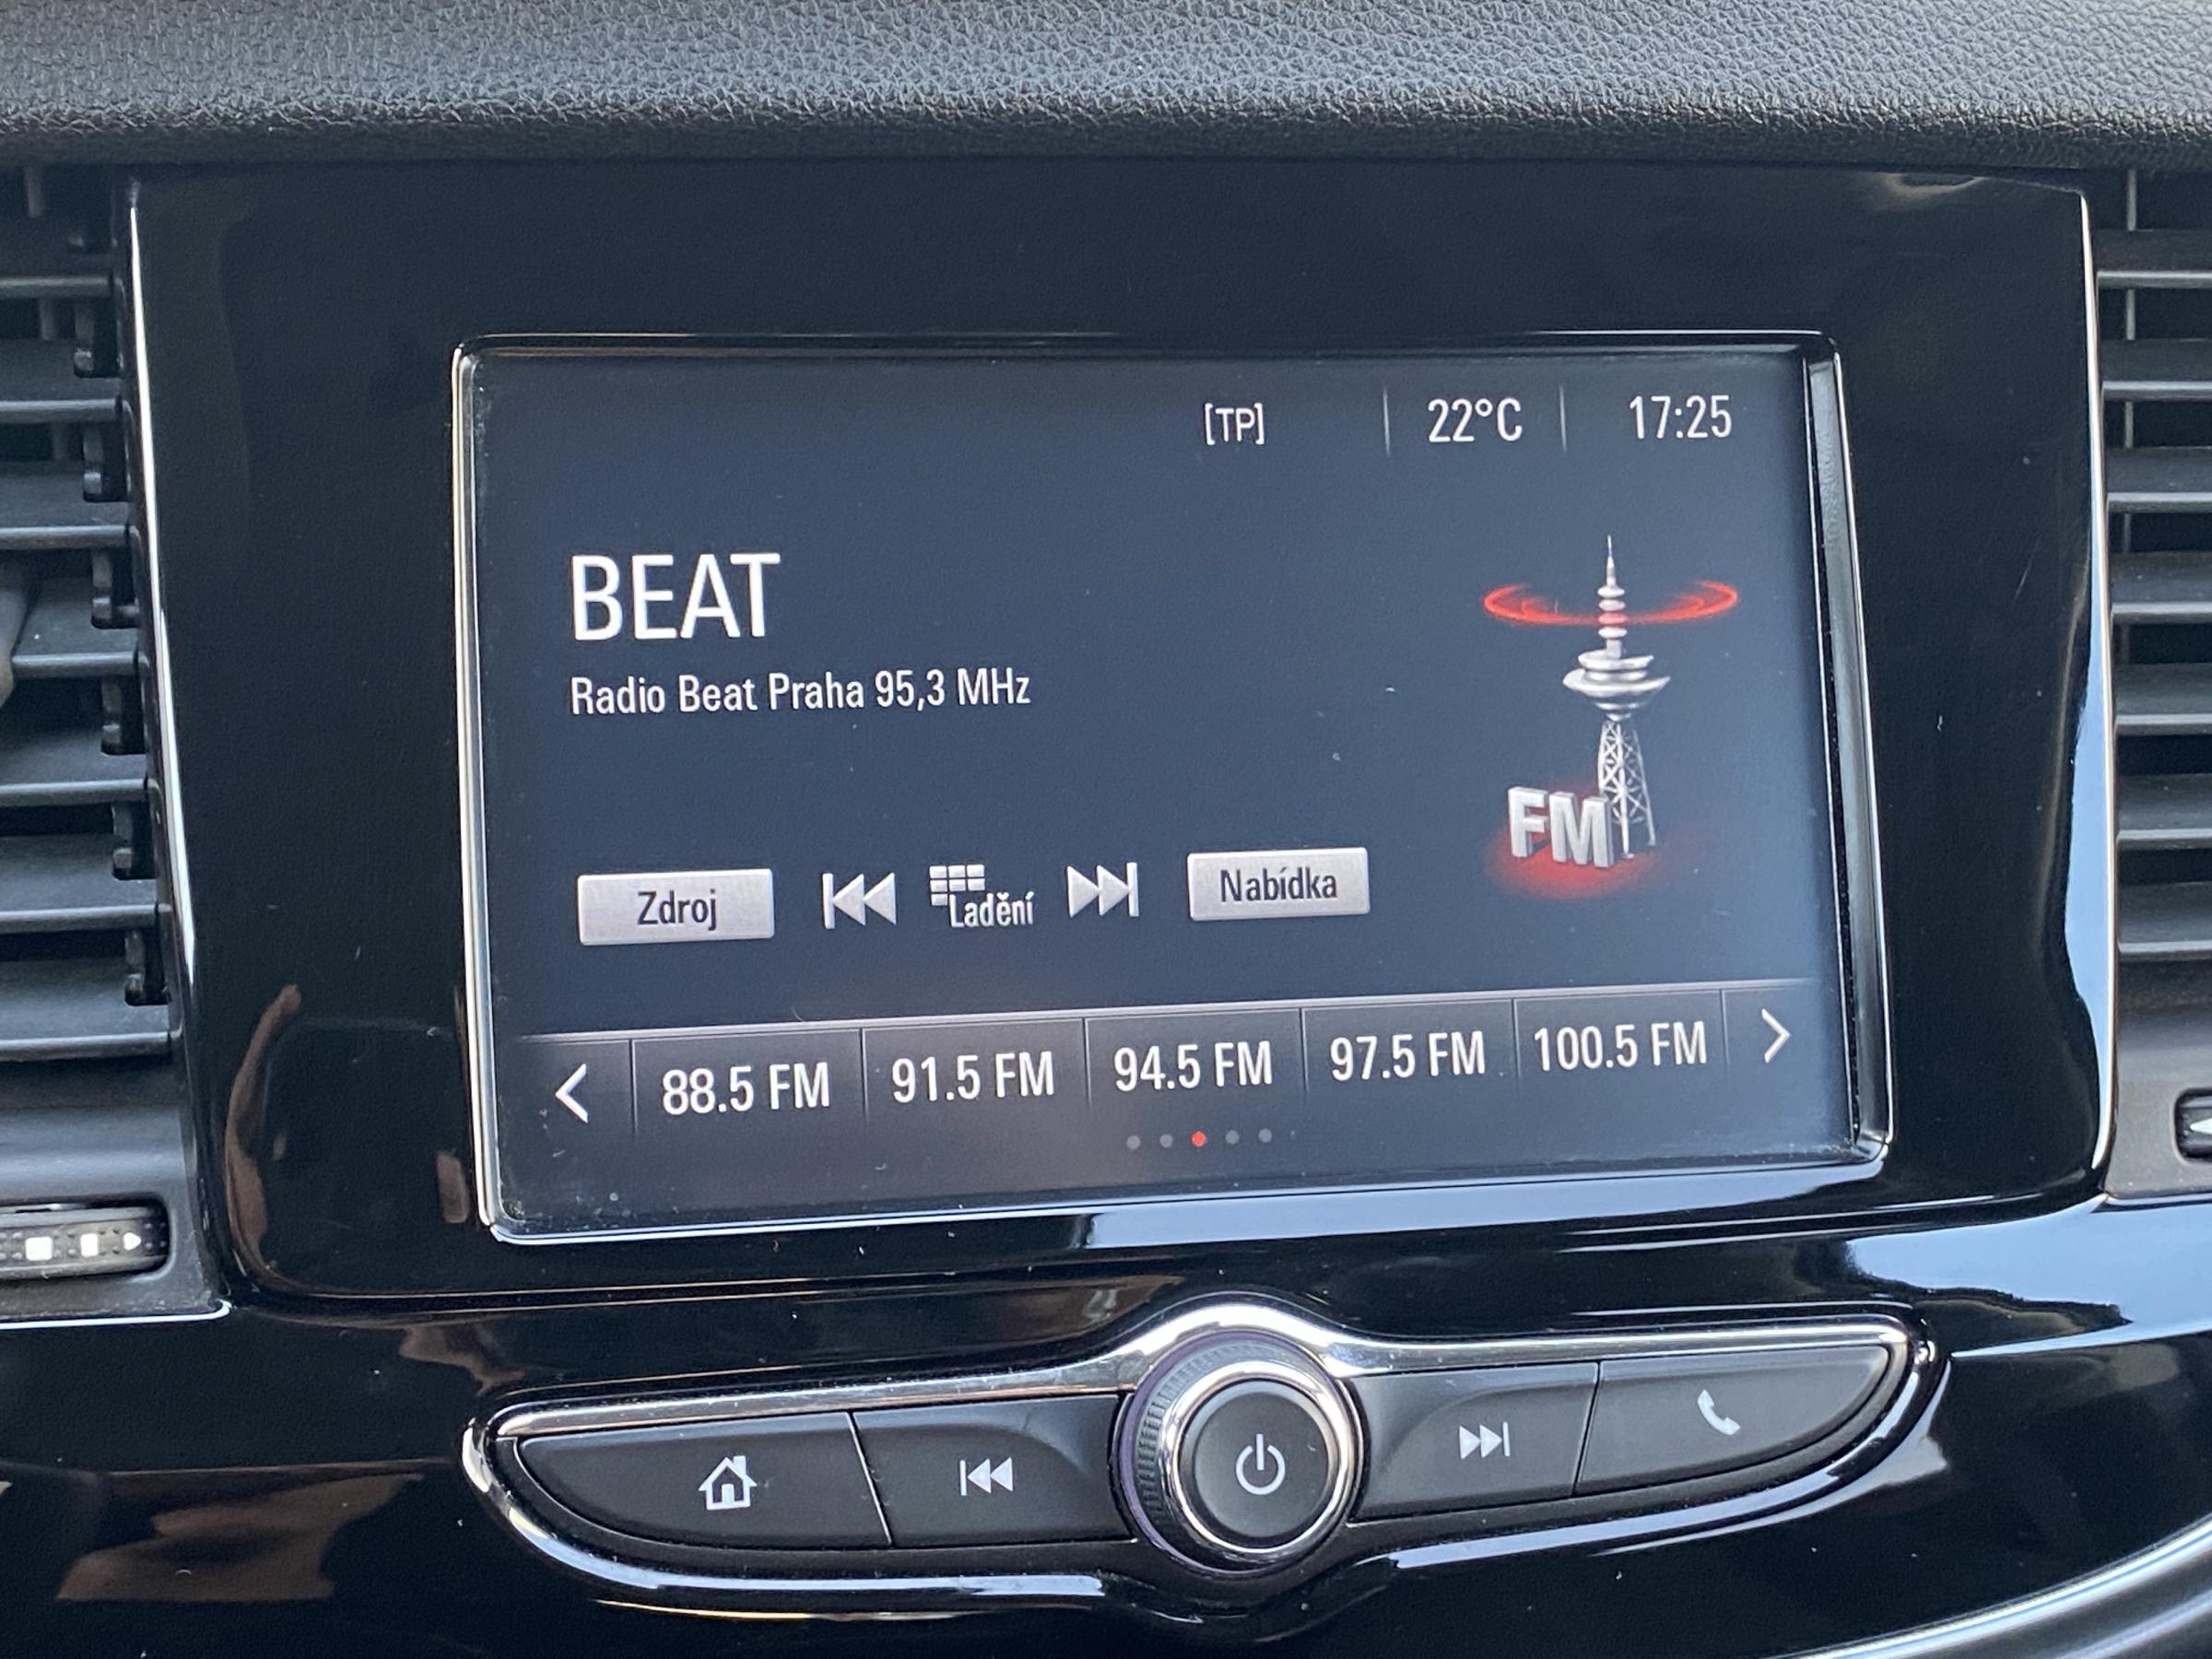 [TP] 22°C 17:25
BEAT
Radio Beat Praha 95,3 MHz
FM
Zdroj Ladění Nabídka
88.5 FM 91.5 FM 94.5 FM 97.5 FM 100.5 FM